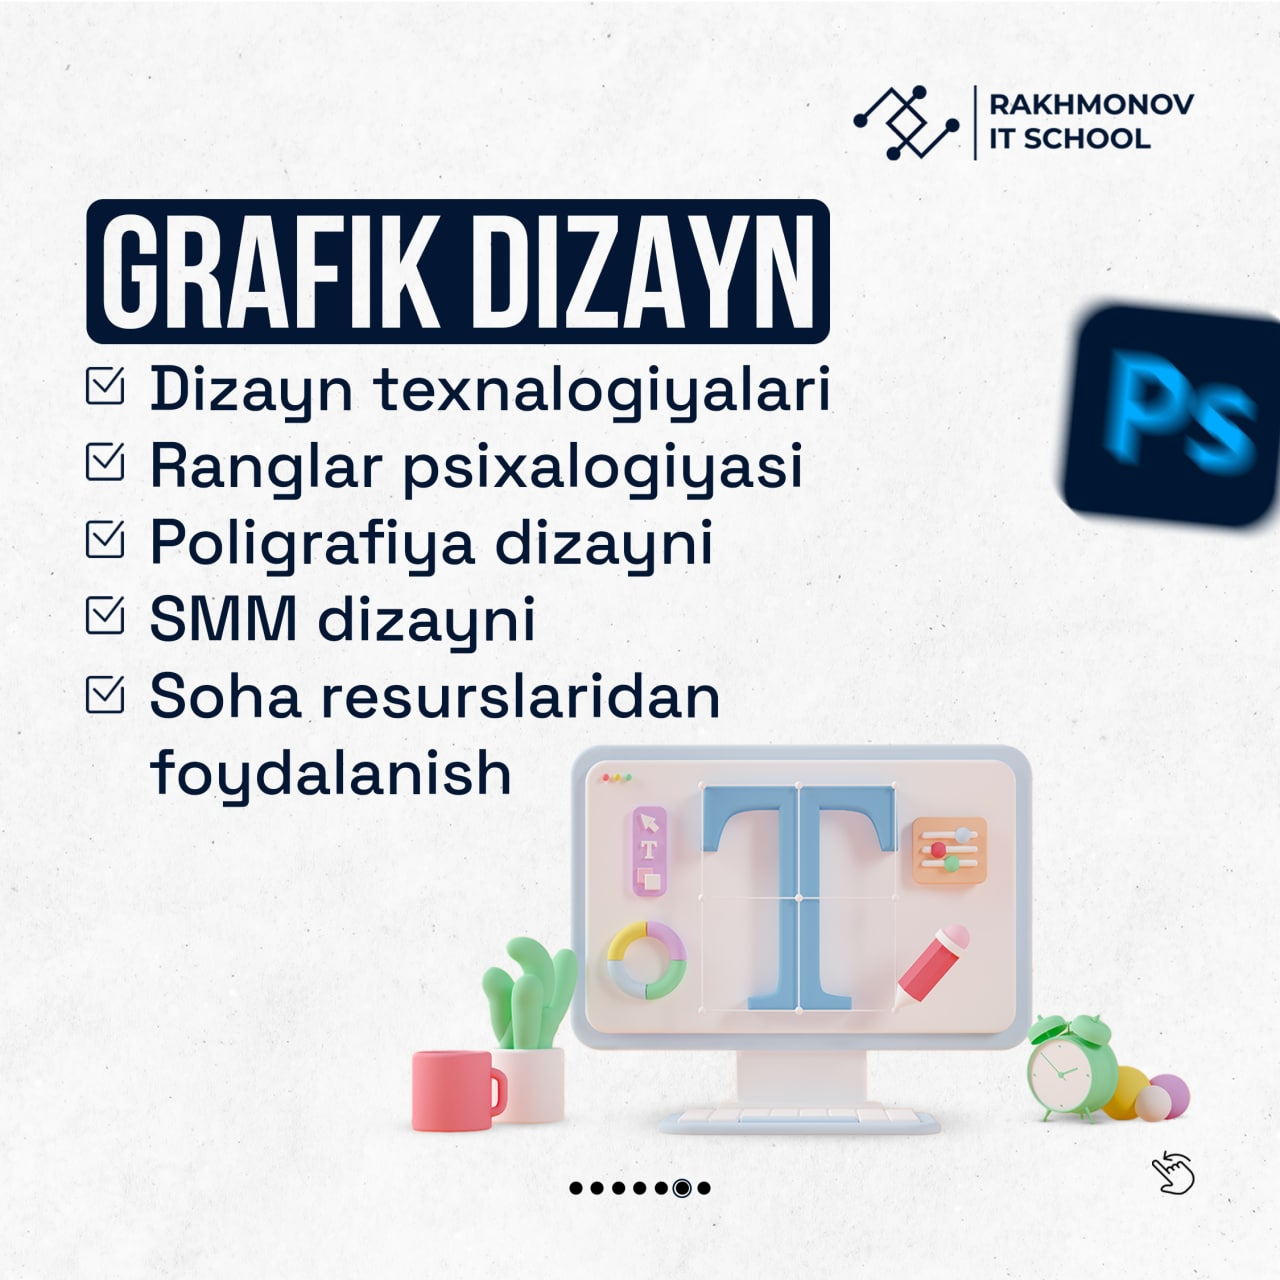 RAKHMONOV
IT SCHOOL
GRAFIK DIZAYN
Dizayn texnalogiyalari
Ranglar psixalogiyasi
Poligrafiya dizayni
SMM dizayni
Soha resurslaridan
foydalanish
Ps
T
T